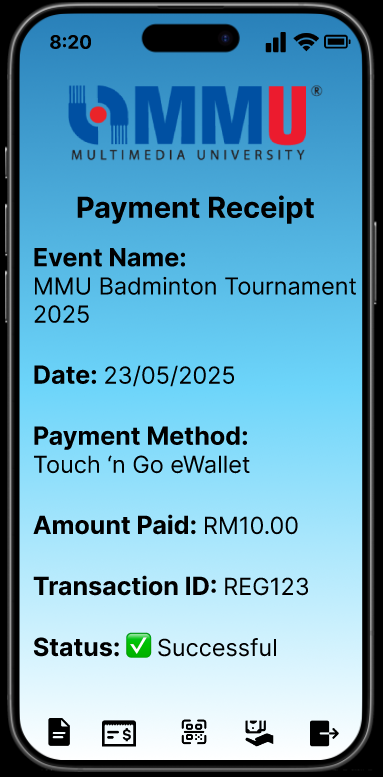 8:20
MMU®
MULTIMEDIA UNIVERSITY
Payment Receipt
Event Name:
MMU Badminton Tournament
2025
Date: 23/05/2025
Payment Method:
Touch ‘n Go eWallet
Amount Paid: RM10.00
Transaction ID: REG123
Status: ✅ Successful
$